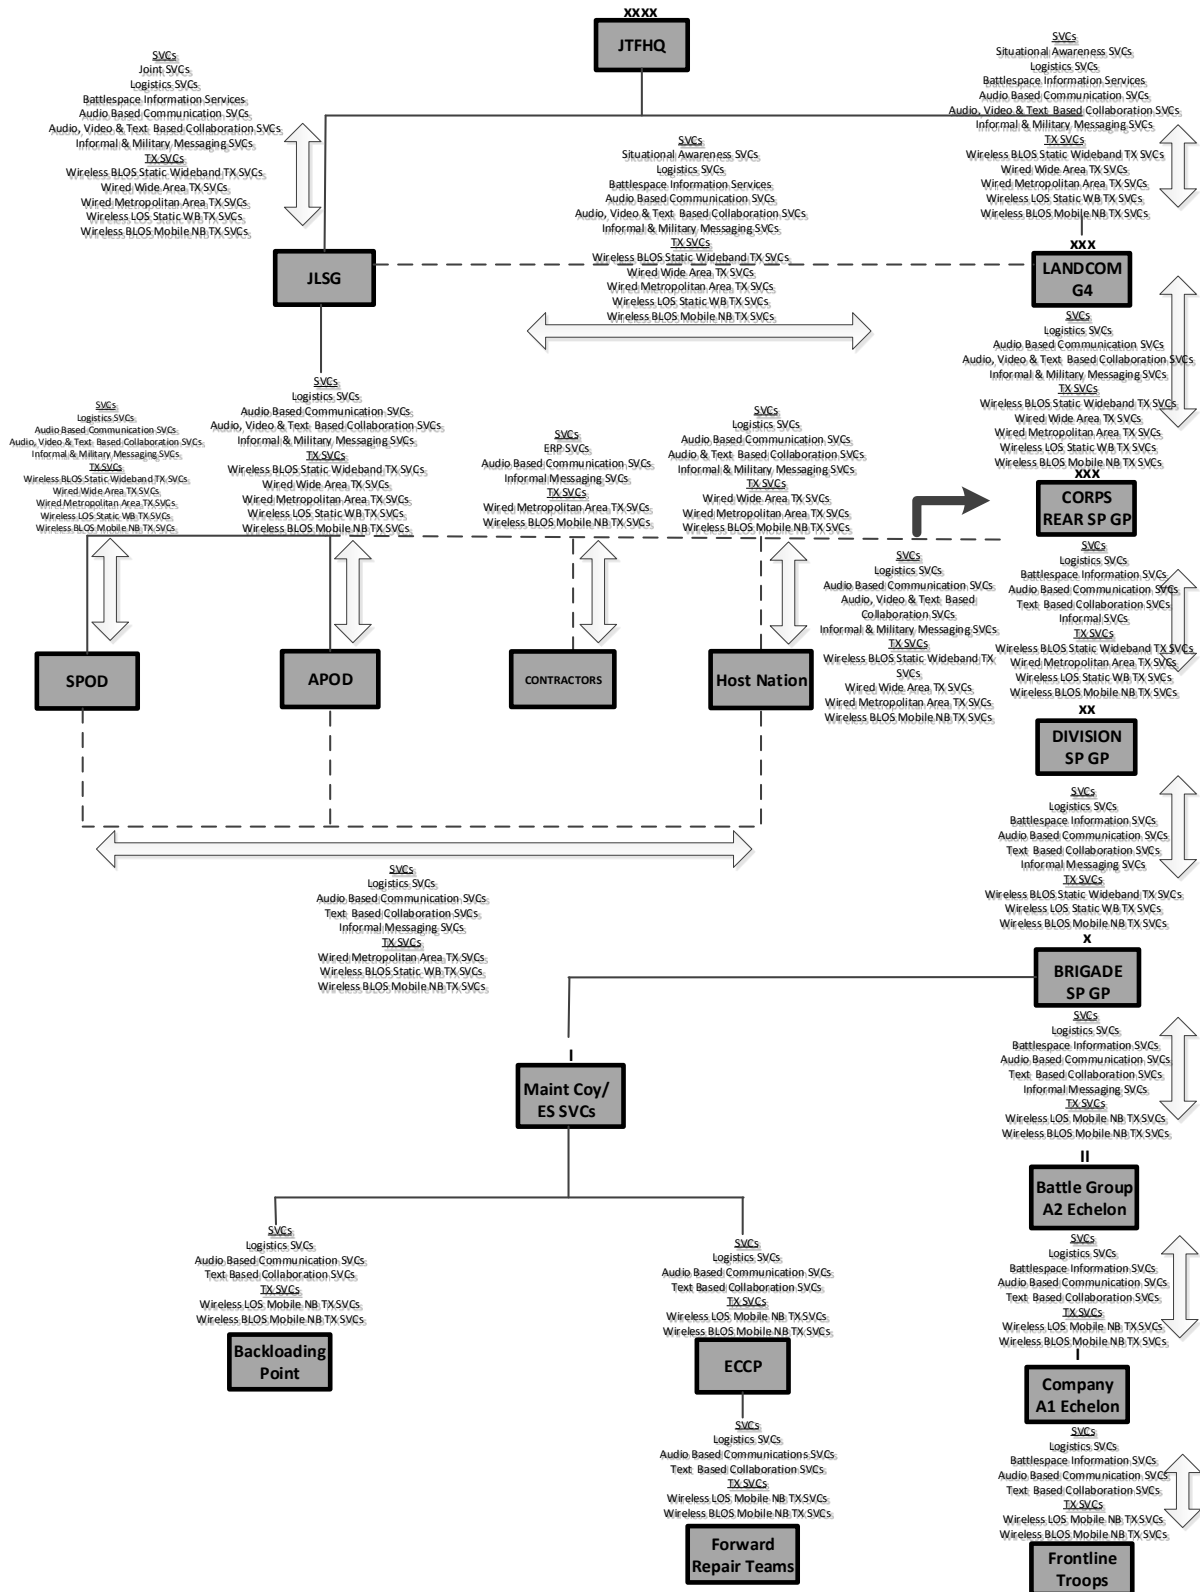 XXXX
JTFHQ
SVCs
Joint SVCs
Logistics SVCs
Battlespace Information Services
Audio Based Communication SVCs
Audio, Video & Text Based Collaboration SVCs
Informal & Military Messaging SVCs
TX SVCs
Wireless BLOS Static Wideband TX SVCs
Wired Wide Area TX SVCs
Wired Metropolitan Area TX SVCs
Wireless LOS Static WB TX SVCs
Wireless BLOS Mobile NB TX SVCs
SVCs
Situational Awareness SVCs
Logistics SVCs
Battlespace Information Services
Audio Based Communication SVCs
Audio, Video & Text Based Collaboration SVCs
Informal & Military Messaging SVCs
TX SVCs
Wireless BLOS Static Wideband TX SVCs
Wired Wide Area TX SVCs
Wired Metropolitan Area TX SVCs
Wireless LOS Static WB TX SVCs
Wireless BLOS Mobile NB TX SVCs
SVCs
Situational Awareness SVCs
Logistics SVCs
Battlespace Information Services
Audio Based Communication SVCs
Audio, Video & Text Based Collaboration SVCs
Informal & Military Messaging SVCs
TX SVCs
Wireless BLOS Static Wideband TX SVCs
Wired Wide Area TX SVCs
Wired Metropolitan Area TX SVCs
Wireless LOS Static WB TX SVCs
Wireless BLOS Mobile NB TX SVCs
JLSG
XXX
LANDCOM
G4
SVCs
Logistics SVCs
Audio Based Communication SVCs
Audio, Video & Text Based Collaboration SVCs
Informal & Military Messaging SVCs
TX SVCs
Wireless BLOS Static Wideband TX SVCs
Wired Wide Area TX SVCs
Wired Metropolitan Area TX SVCs
Wireless LOS Static WB TX SVCs
Wireless BLOS Mobile NB TX SVCs
SVCs
Logistics SVCs
Audio Based Communication SVCs
Audio, Video & Text Based Collaboration SVCs
Informal & Military Messaging SVCs
TX SVCs
Wireless BLOS Static Wideband TX SVCs
Wired Wide Area TX SVCs
Wired Metropolitan Area TX SVCs
Wireless LOS Static WB TX SVCs
Wireless BLOS Mobile NB TX SVCs
SVCs
Logistics SVCs
Audio Based Communication SVCs
Audio, Video & Text Based Collaboration SVCs
Informal & Military Messaging SVCs
TX SVCs
Wireless BLOS Static Wideband TX SVCs
Wired Wide Area TX SVCs
Wired Metropolitan Area TX SVCs
Wireless LOS Static WB TX SVCs
Wireless BLOS Mobile NB TX SVCs
SVCs
ERP SVCs
Audio Based Communication SVCs
Informal Messaging SVCs
TX SVCs
Wired Metropolitan Area TX SVCs
Wireless BLOS Mobile NB TX SVCs
SVCs
Logistics SVCs
Audio Based Communication SVCs
Audio & Text Based Collaboration SVCs
Informal & Military Messaging SVCs
TX SVCs
Wired Wide Area TX SVCs
Wired Metropolitan Area TX SVCs
Wireless BLOS Mobile NB TX SVCs
XXX
CORPS
REAR SP GP
SVCs
Logistics SVCs
Audio Based Communication SVCs
Audio, Video & Text Based
Collaboration SVCs
Informal & Military Messaging SVCs
TX SVCs
Wireless BLOS Static Wideband TX
SVCs
Wired Wide Area TX SVCs
Wired Metropolitan Area TX SVCs
Wireless BLOS Mobile NB TX SVCs
SVCs
Logistics SVCs
Battlespace Information SVCs
Audio Based Communication SVCs
Text Based Collaboration SVCs
Informal SVCs
TX SVCs
Wireless BLOS Static Wideband TX SVCs
Wired Metropolitan Area TX SVCs
Wireless LOS Static WB TX SVCs
Wireless BLOS Mobile NB TX SVCs
SPOD
APOD
CONTRACTORS
Host Nation
XX
DIVISION
SP GP
SVCs
Logistics SVCs
Battlespace Information SVCs
Audio Based Communication SVCs
Text Based Collaboration SVCs
Informal Messaging SVCs
TX SVCs
Wireless BLOS Static Wideband TX SVCs
Wireless LOS Static WB TX SVCs
Wireless BLOS Mobile NB TX SVCs
SVCs
Logistics SVCs
Audio Based Communication SVCs
Text Based Collaboration SVCs
Informal Messaging SVCs
TX SVCs
Wired Metropolitan Area TX SVCs
Wireless BLOS Static WB TX SVCs
Wireless BLOS Mobile NB TX SVCs
X
BRIGADE
SP GP
SVCs
Logistics SVCs
Battlespace Information SVCs
Audio Based Communication SVCs
Text Based Collaboration SVCs
Informal Messaging SVCs
TX SVCs
Wireless LOS Mobile NB TX SVCs
Wireless BLOS Mobile NB TX SVCs
I
Maint Coy/
ES SVCs
II
Battle Group
A2 Echelon
SVCs
Logistics SVCs
Battlespace Information SVCs
Audio Based Communication SVCs
Text Based Collaboration SVCs
TX SVCs
Wireless LOS Mobile NB TX SVCs
Wireless BLOS Mobile NB TX SVCs
SVCs
Logistics SVCs
Audio Based Communication SVCs
Text Based Collaboration SVCs
TX SVCs
Wireless LOS Mobile NB TX SVCs
Wireless BLOS Mobile NB TX SVCs
SVCs
Logistics SVCs
Audio Based Communication SVCs
Text Based Collaboration SVCs
TX SVCs
Wireless LOS Mobile NB TX SVCs
Wireless BLOS Mobile NB TX SVCs
Backloading
Point
ECCP
I
Company
A1 Echelon
SVCs
Logistics SVCs
Audio Based Communications SVCs
Text Based Collaboration SVCs
TX SVCs
Wireless LOS Mobile NB TX SVCs
Wireless BLOS Mobile NB TX SVCs
SVCs
Logistics SVCs
Battlespace Information SVCs
Audio Based Communication SVCs
Text Based Collaboration SVCs
TX SVCs
Wireless LOS Mobile NB TX SVCs
Wireless BLOS Mobile NB TX SVCs
Forward
Repair Teams
Frontline
Troops